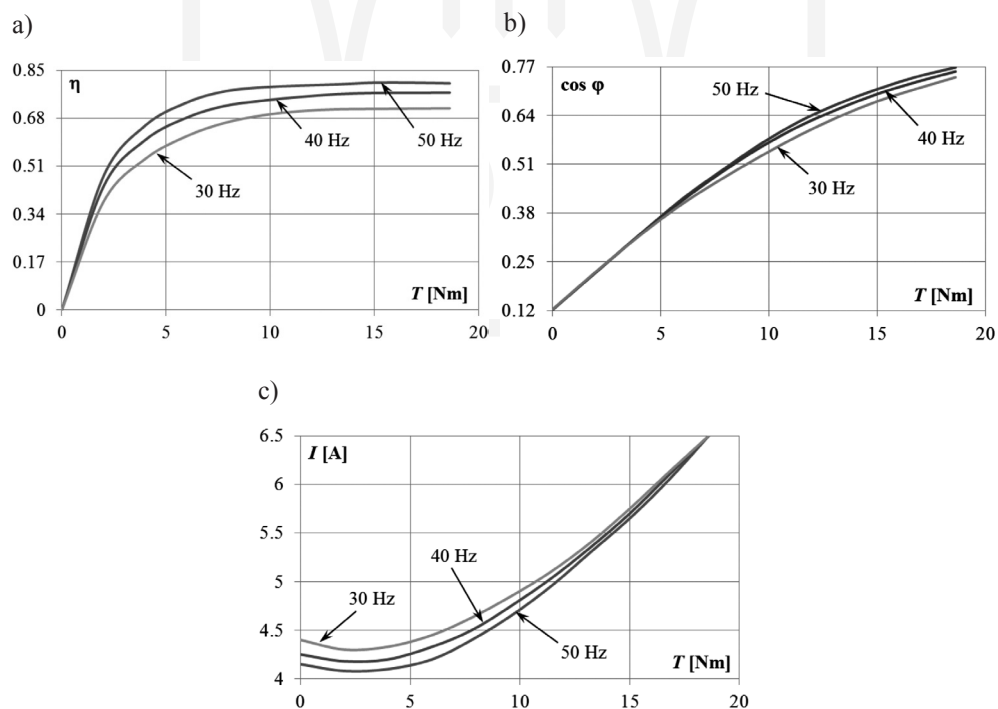 a)
η
0.85
0.68
0.51
0.34
0.17
0
50 Hz
40 Hz
30 Hz
T [Nm]
0 5 10 15 20
b)
cos φ
0.77
0.64
0.51
0.38
0.25
0.12
50 Hz
40 Hz
30 Hz
T [Nm]
0 5 10 15 20
c)
I [A]
6.5
6
5.5
5
4.5
4
40 Hz
30 Hz
50 Hz
T [Nm]
0 5 10 15 20